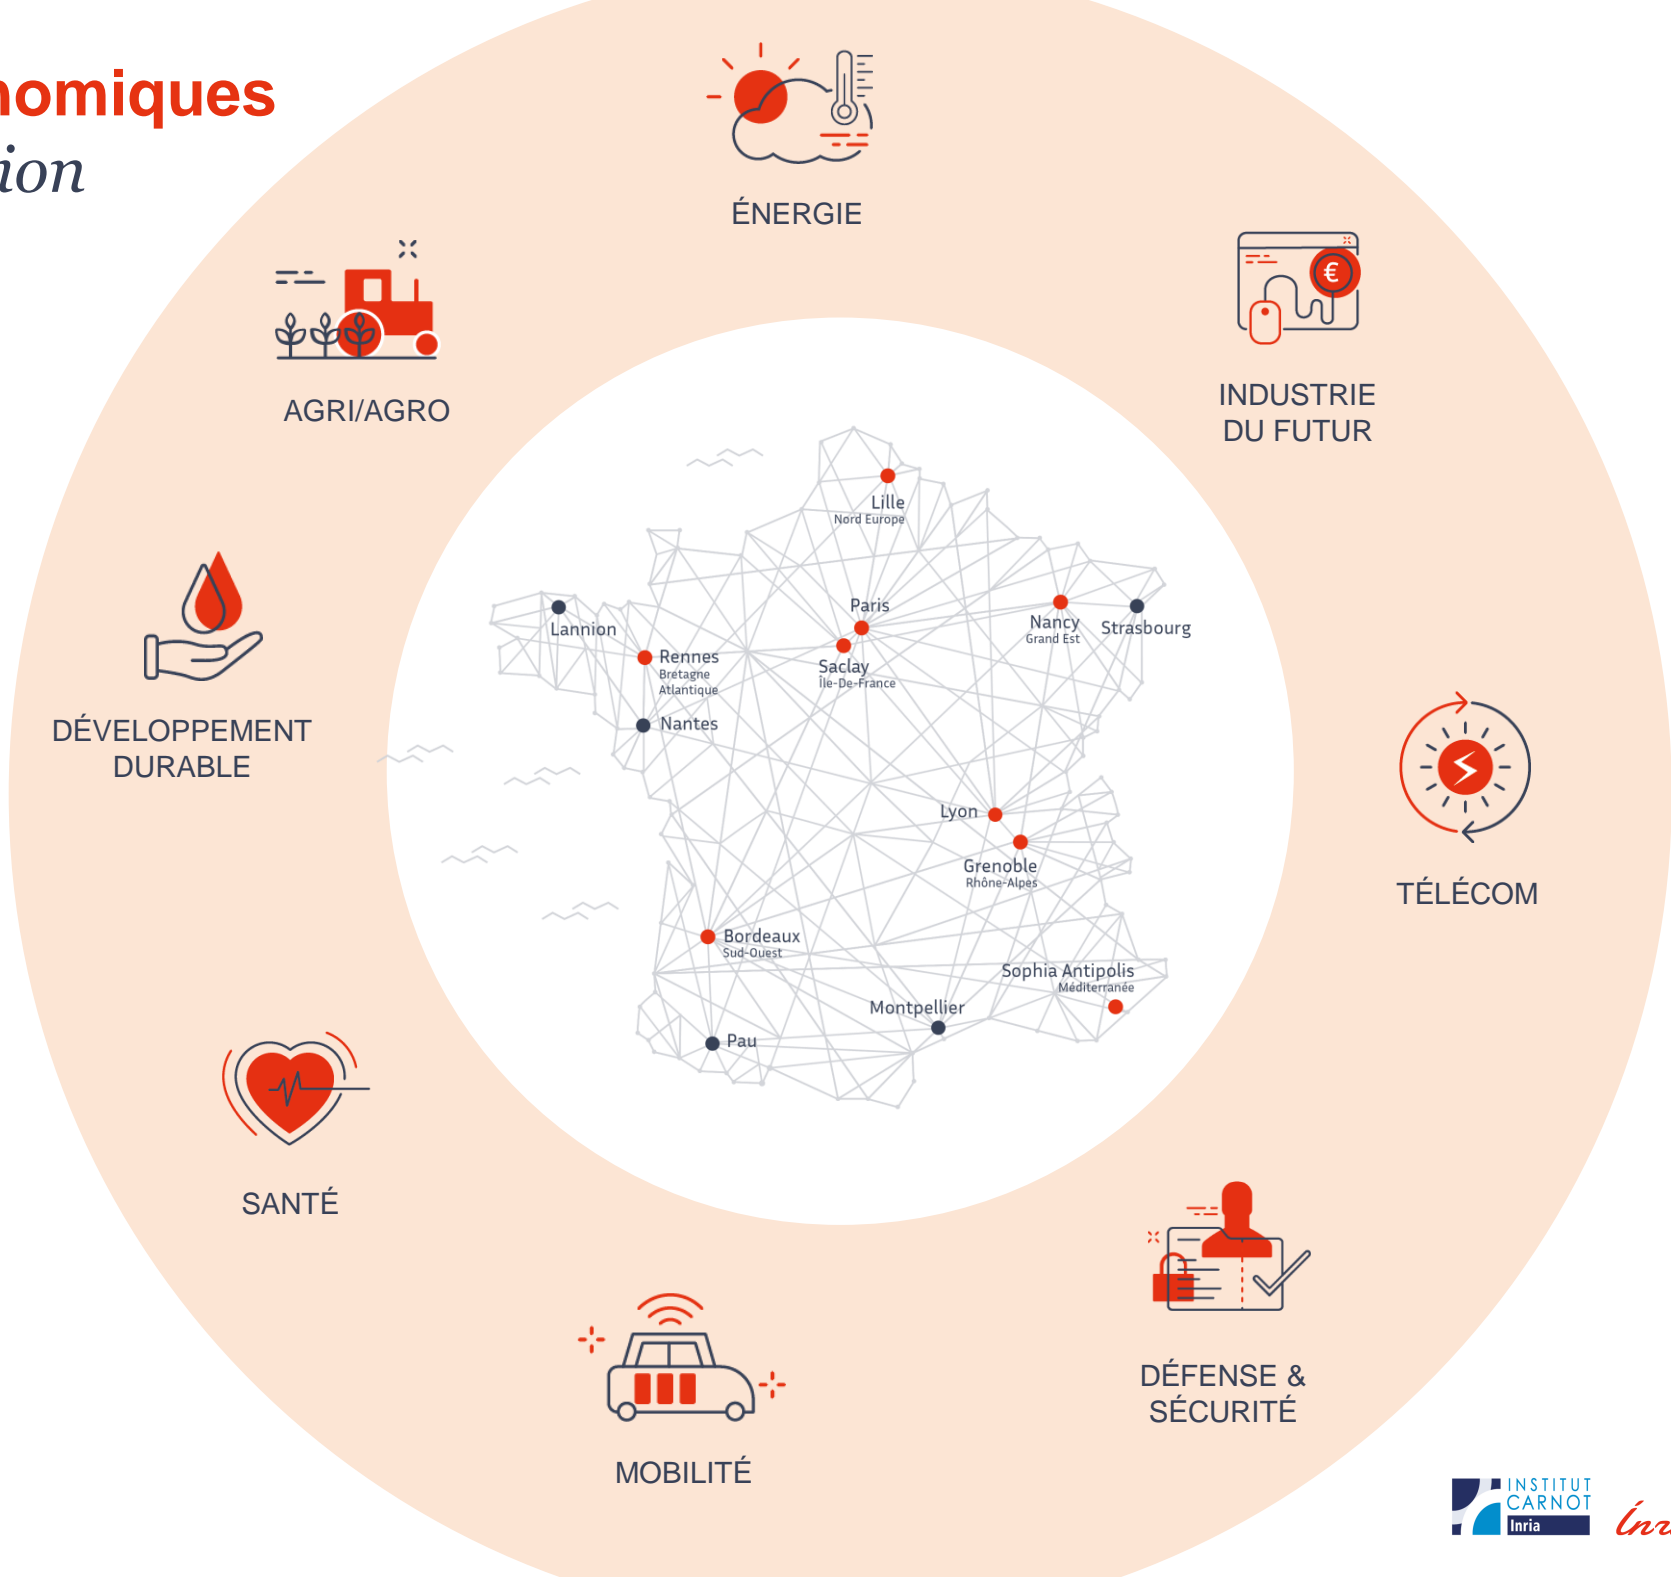 nomiques
ion
ÉNERGIE
INDUSTRIE
DU FUTUR
€
AGRI/AGRO
Lille
Nord Europe
Paris
Nancy
Grand Est
Strasbourg
Lannion
Rennes
Bretagne
Atlantique
Saclay
Île-De-France
Nantes
DÉVELOPPEMENT
DURABLE
Lyon
Grenoble
Rhône-Alpes
TÉLÉCOM
Bordeaux
Sud-Ouest
Sophia Antipolis
Méditerranée
Montpellier
Pau
SANTÉ
DÉFENSE &
SÉCURITÉ
MOBILITÉ
INSTITUT
CARNOT
Inria